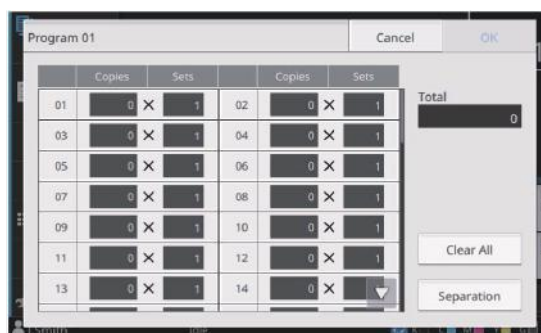 Program 01 Cancel OK
Copies Sets Copies Sets
Total
0
01 0 × 1 02 0 × 1
03 0 × 1 04 0 × 1
05 0 × 1 06 0 × 1
07 0 × 1 08 0 × 1
09 0 × 1 10 0 × 1
11 0 × 1 12 0 × 1
13 0 × 1 14 0 ×
Clear All
Separation